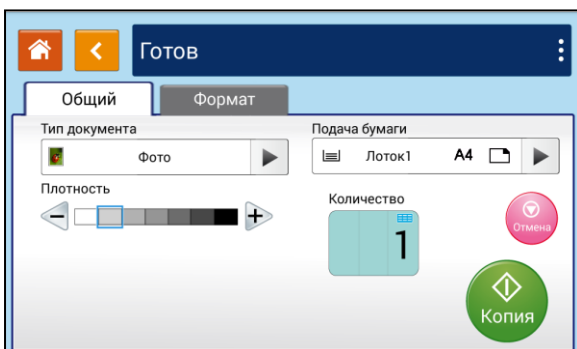 Готов
Общий
Формат
Тип документа
Подача бумаги
Фото
Лоток1 A4
Плотность
Количество
1
Отмена
Копия